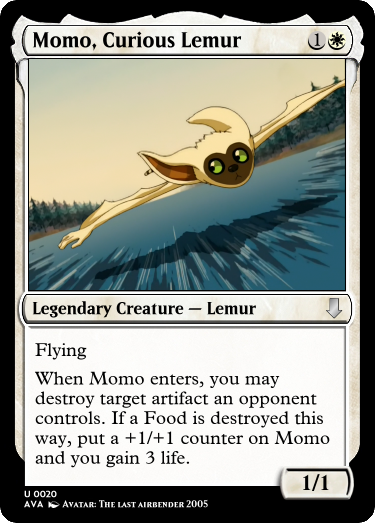 Momo, Curious Lemur 1
Legendary Creature — Lemur
Flying
When Momo enters, you may
destroy target artifact an opponent
controls. If a Food is destroyed this
way, put a +1/+1 counter on Momo
and you gain 3 life.
1/1
U 0020
AVA Avatar: The last airbender 2005